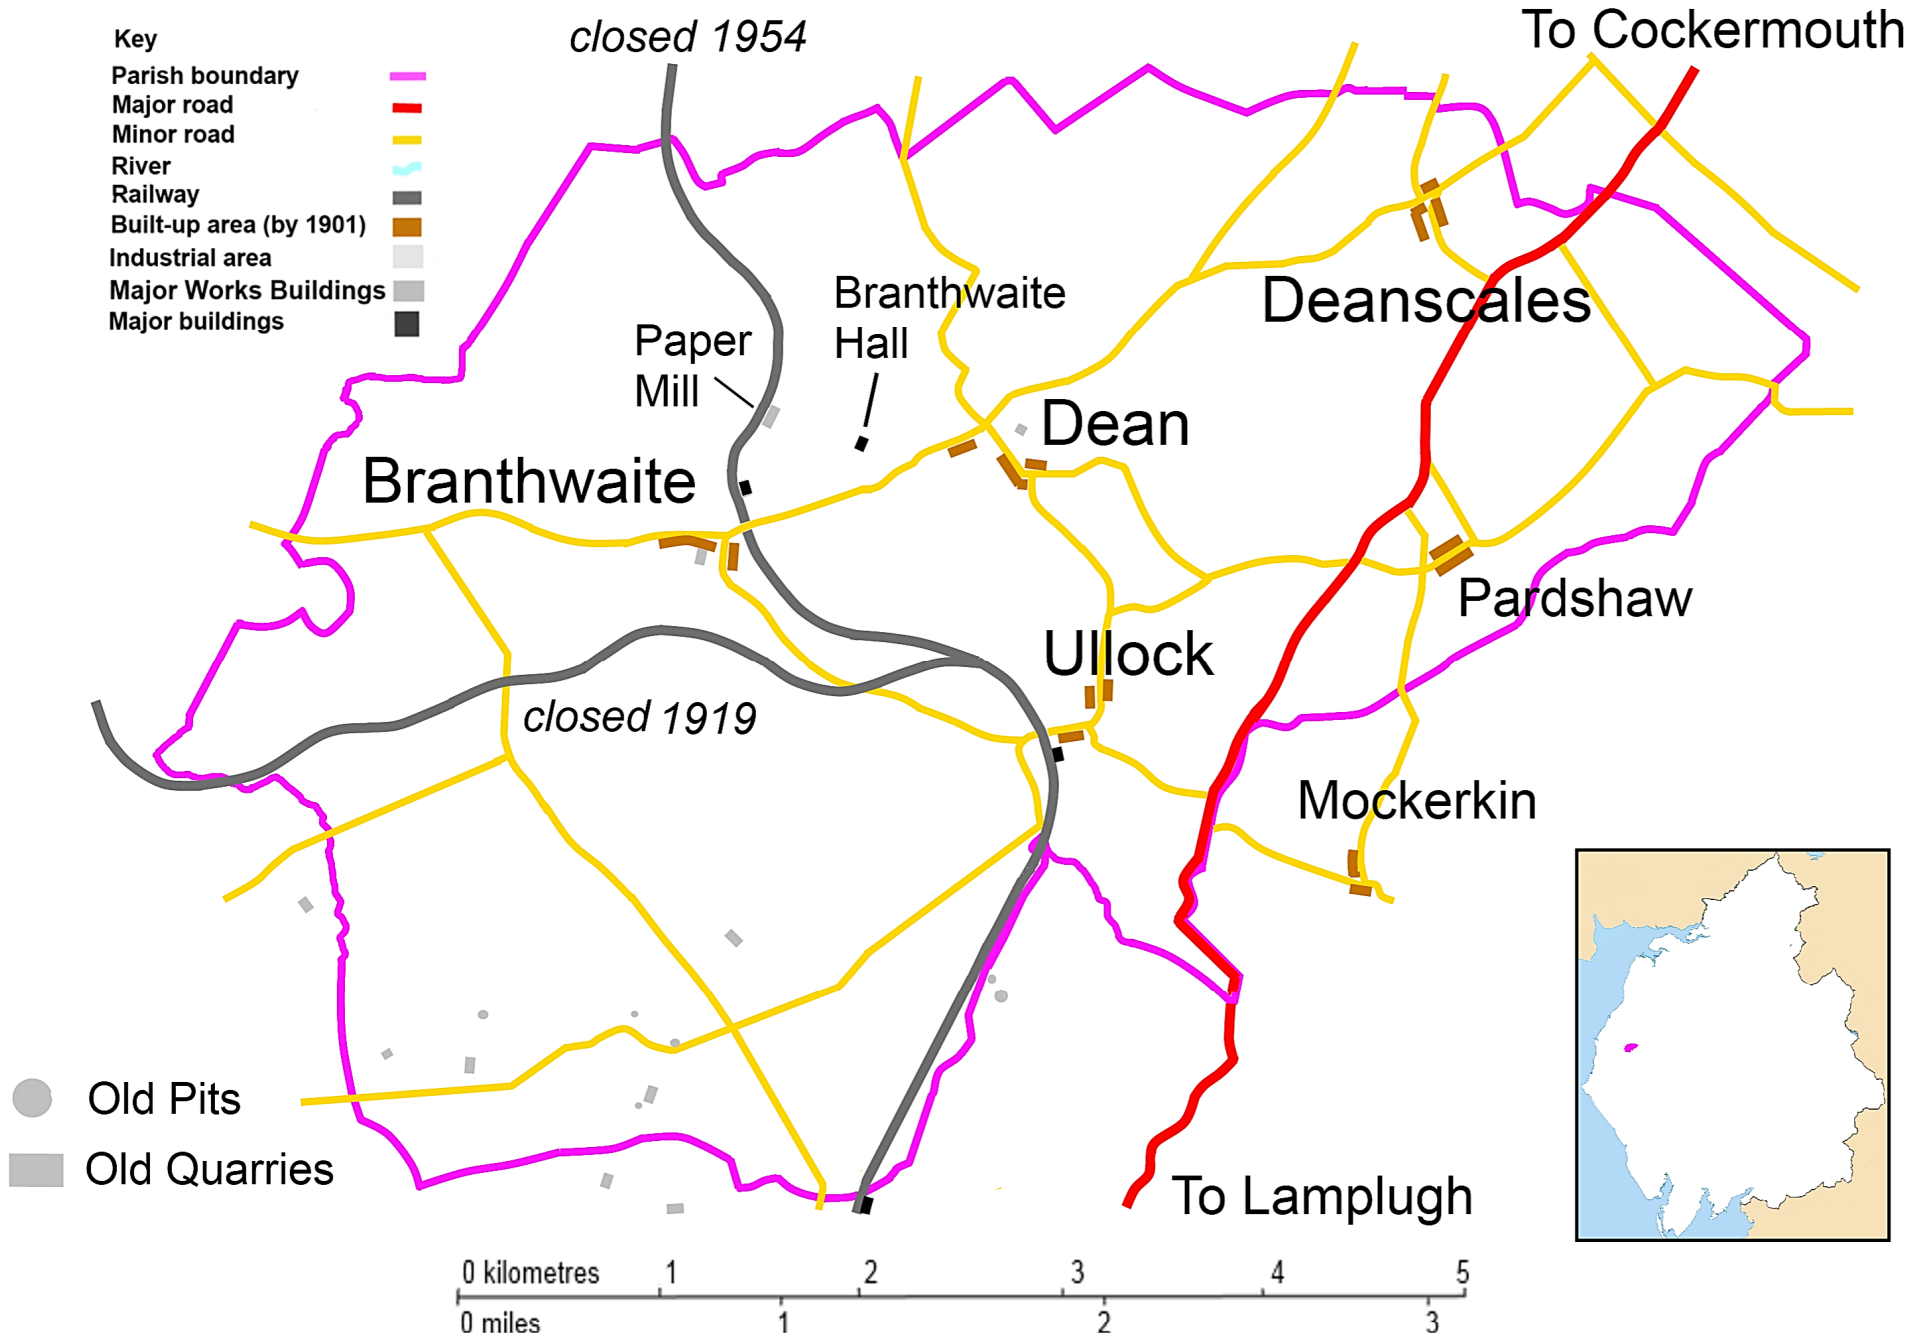 closed 1954
To Cockermouth
Key
Parish boundary
Major road
Minor road
River
Railway
Built-up area (by 1901)
Industrial area
Major Works Buildings
Major buildings
Branthwaite
Hall
Deanscales
Paper
Mill
Dean
Branthwaite
Pardshaw
Ullock
closed 1919
Mockerkin
Old Pits
Old Quarries
To Lamplugh
0 kilometres 1 2 3 4 5
0 miles 1 2 3